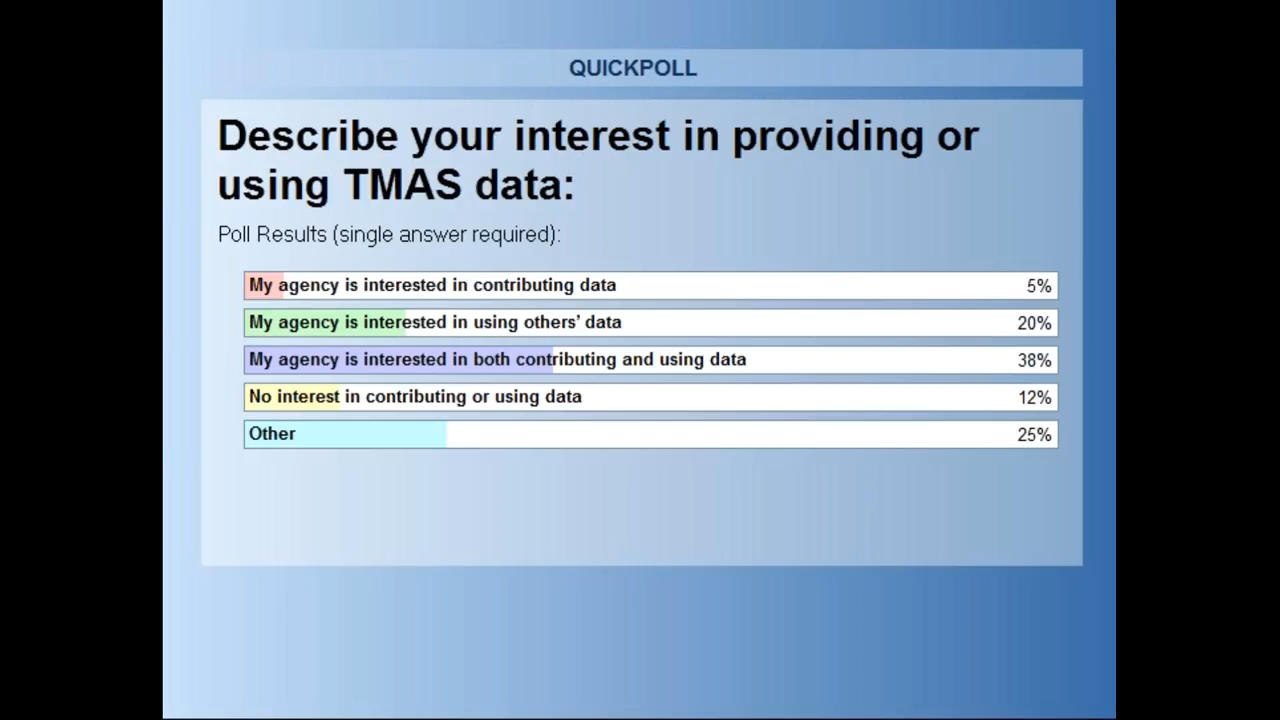 QUICKPOLL
Describe your interest in providing or
using TMAS data:
Poll Results (single answer required):
My agency is interested in contributing data 5%
My agency is interested in using others’ data 20%
My agency is interested in both contributing and using data 38%
No interest in contributing or using data 12%
Other 25%